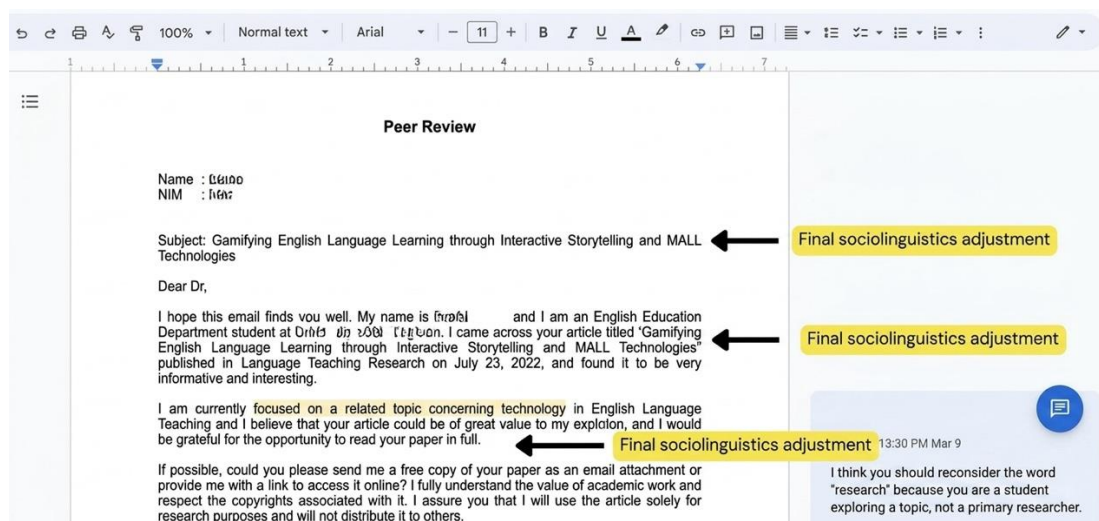 100%
Normal text
Arial
11
B I U A
1 1 2 3 4 5 6 7
Peer Review
Name :
NIM :
Subject: Gamifying English Language Learning through Interactive Storytelling and MALL
Technologies
Final sociolinguistics adjustment
Dear Dr,
I hope this email finds vou well. My name is and I am an English Education
Department student at I came across your article titled ‘Gamifying
English Language Learning through Interactive Storytelling and MALL Technologies”
published in Language Teaching Research on July 23, 2022, and found it to be very
informative and interesting.
Final sociolinguistics adjustment
I am currently focused on a related topic concerning technology in English Language
Teaching and I believe that your article could be of great value to my explolon, and I would
be grateful for the opportunity to read your paper in full.
Final sociolinguistics adjustment
If possible, could you please send me a free copy of your paper as an email attachment or
provide me with a link to access it online? I fully understand the value of academic work and
respect the copyrights associated with it. I assure you that I will use the article solely for
research purposes and will not distribute it to others.
13:30 PM Mar 9
I think you should reconsider the word
"research" because you are a student
exploring a topic, not a primary researcher.